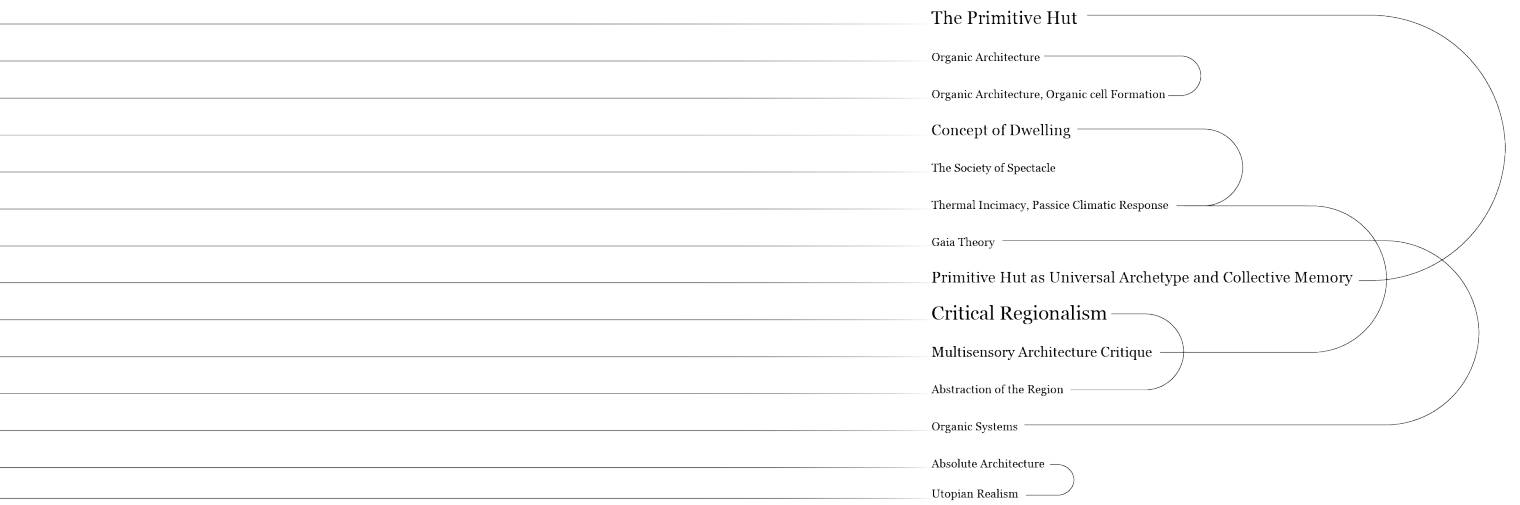 The Primitive Hut
Organic Architecture
Organic Architecture, Organic cell Formation
Concept of Dwelling
The Society of Spectacle
Thermal Incimacy, Passice Climatic Response
Gaia Theory
Primitive Hut as Universal Archetype and Collective Memory
Critical Regionalism
Multisensory Architecture Critique
Abstraction of the Region
Organic Systems
Absolute Architecture
Utopian Realism